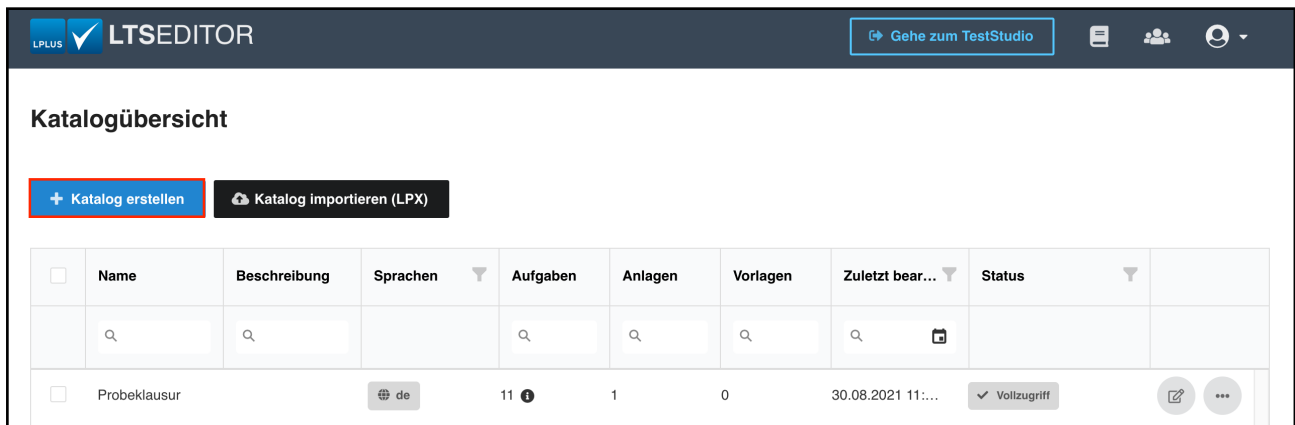 LPLUS LTSEDITOR Gehe zum TestStudio
Katalogübersicht
Katalog erstellen Katalog importieren (LPX)
Name Beschreibung Sprachen Aufgaben Anlagen Vorlagen Zuletzt bear... Status
Probeklausur de 11 1 0 30.08.2021 11:... Vollzugriff